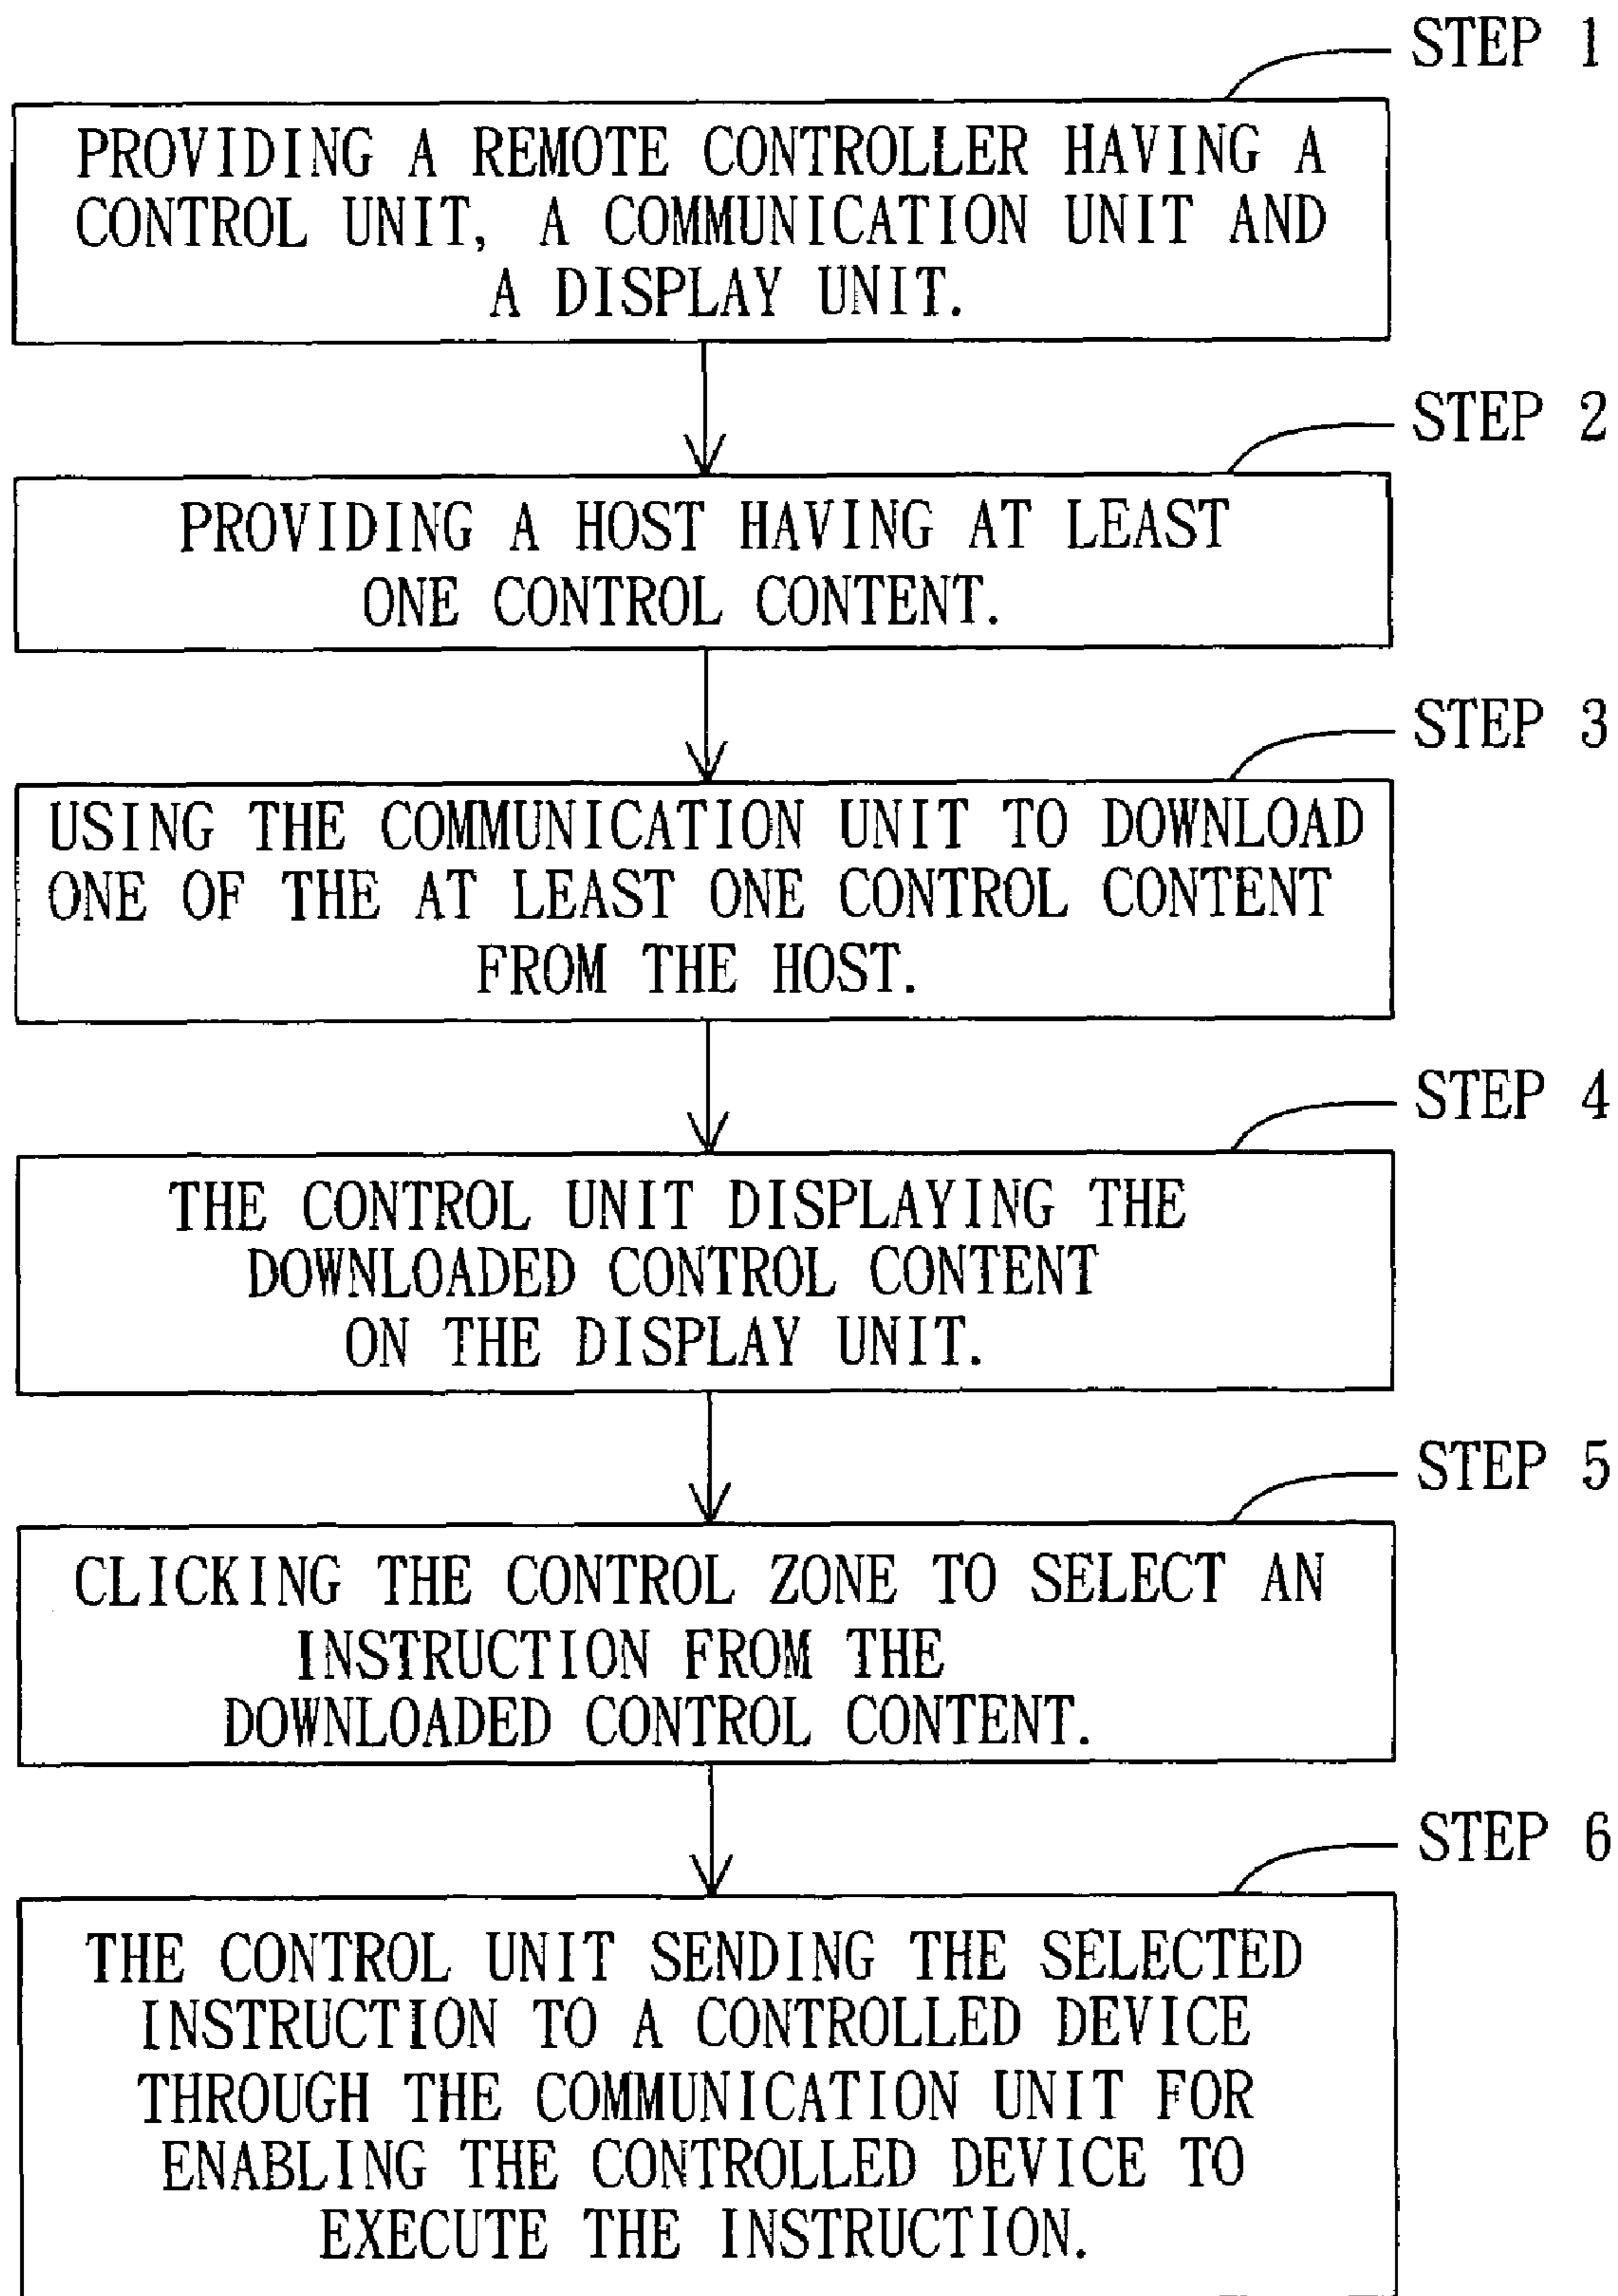 STEP 1
PROVIDING A REMOTE CONTROLLER HAVING A
CONTROL UNIT, A COMMUNICATION UNIT AND
A DISPLAY UNIT.
STEP 2
PROVIDING A HOST HAVING AT LEAST
ONE CONTROL CONTENT.
STEP 3
USING THE COMMUNICATION UNIT TO DOWNLOAD
ONE OF THE AT LEAST ONE CONTROL CONTENT
FROM THE HOST.
STEP 4
THE CONTROL UNIT DISPLAYING THE
DOWNLOADED CONTROL CONTENT
ON THE DISPLAY UNIT.
STEP 5
CLICKING THE CONTROL ZONE TO SELECT AN
INSTRUCTION FROM THE
DOWNLOADED CONTROL CONTENT.
STEP 6
THE CONTROL UNIT SENDING THE SELECTED
INSTRUCTION TO A CONTROLLED DEVICE
THROUGH THE COMMUNICATION UNIT FOR
ENABLING THE CONTROLLED DEVICE TO
EXECUTE THE INSTRUCTION.